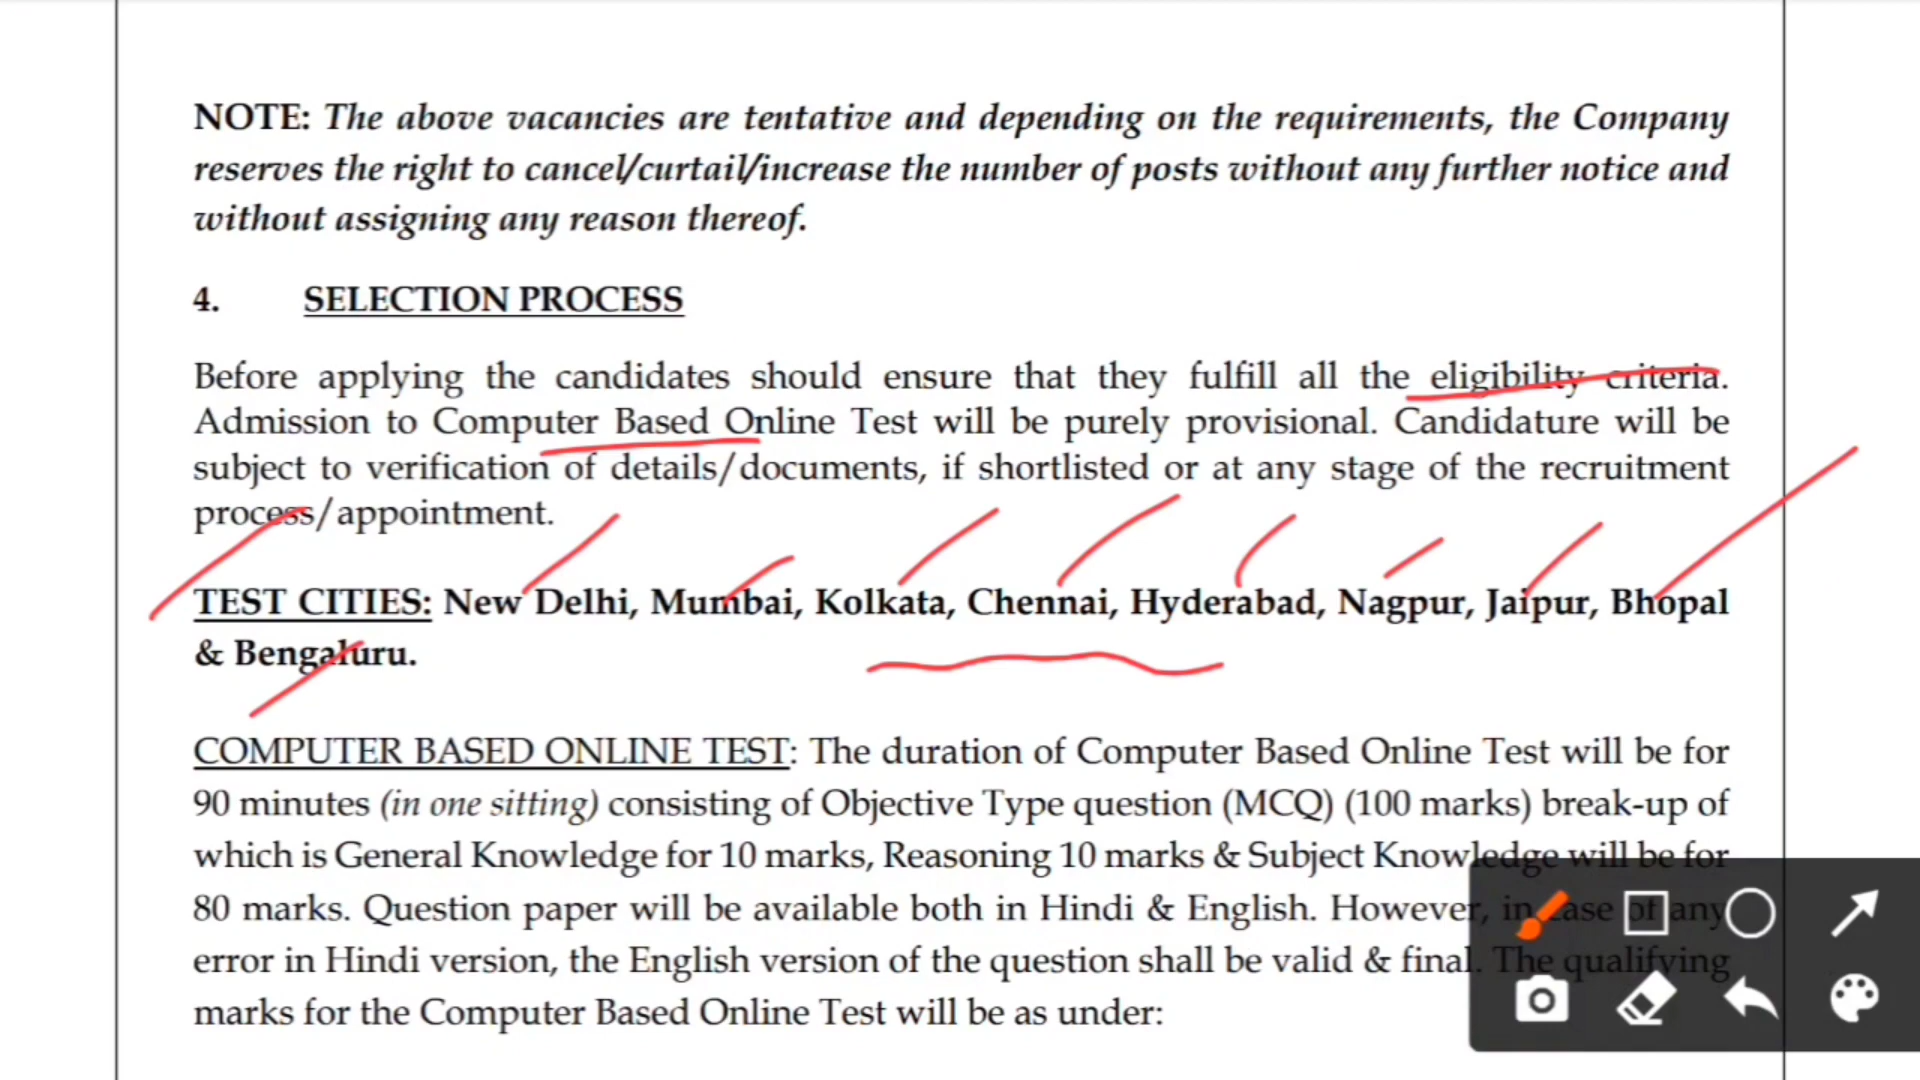 NOTE: The above vacancies are tentative and depending on the requirements, the Company
reserves the right to cancel/curtail/increase the number of posts without any further notice and
without assigning any reason thereof.
4. SELECTION PROCESS
Before applying the candidates should ensure that they fulfill all the eligibility criteria.
Admission to Computer Based Online Test will be purely provisional. Candidature will be
subject to verification of details/documents, if shortlisted or at any stage of the recruitment
process/appointment.
TEST CITIES: New Delhi, Mumbai, Kolkata, Chennai, Hyderabad, Nagpur, Jaipur, Bhopal
& Bengaluru.
COMPUTER BASED ONLINE TEST: The duration of Computer Based Online Test will be for
90 minutes (in one sitting) consisting of Objective Type question (MCQ) (100 marks) break-up of
which is General Knowledge for 10 marks, Reasoning 10 marks & Subject Knowledge will be for
80 marks. Question paper will be available both in Hindi & English. However, in case of any
error in Hindi version, the English version of the question shall be valid & final. The qualifying
marks for the Computer Based Online Test will be as under: